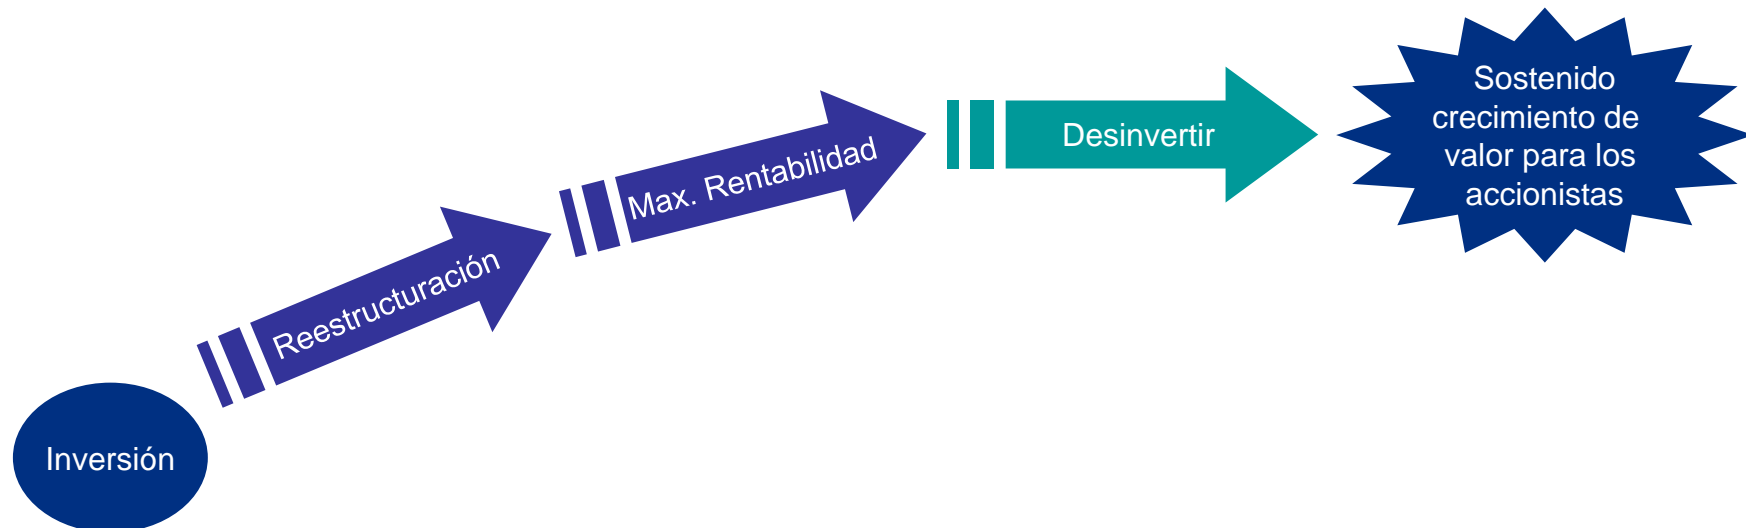 Inversión
Reestructuración
Max. Rentabilidad
Desinvertir
Sostenido
crecimiento de
valor para los
accionistas